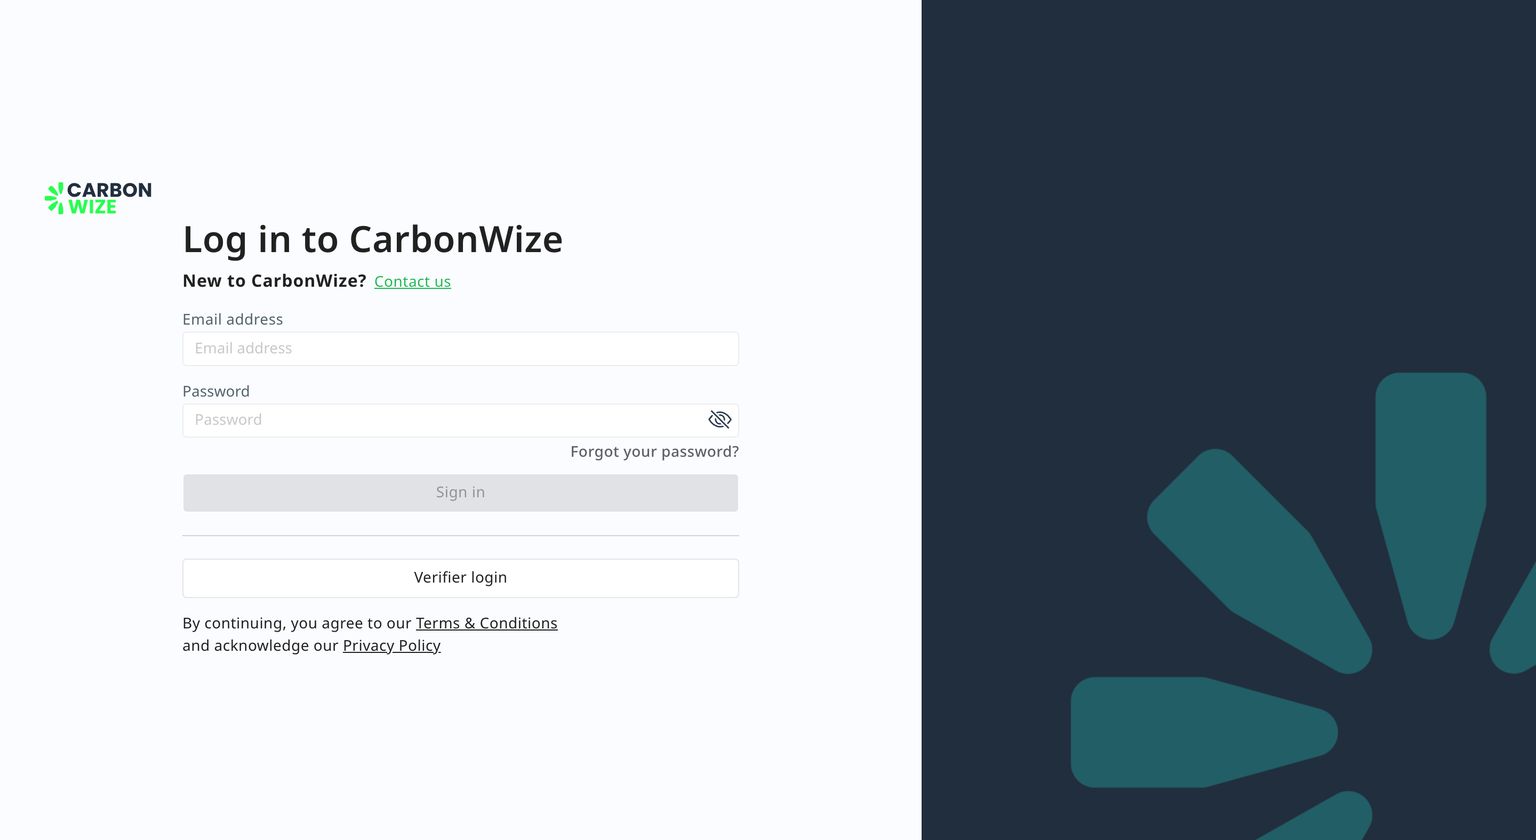 CARBON
WIZE
Log in to CarbonWize
New to CarbonWize? Contact us
Email address
Email address
Password
Password
Forgot your password?
Sign in
Verifier login
By continuing, you agree to our Terms & Conditions
and acknowledge our Privacy Policy